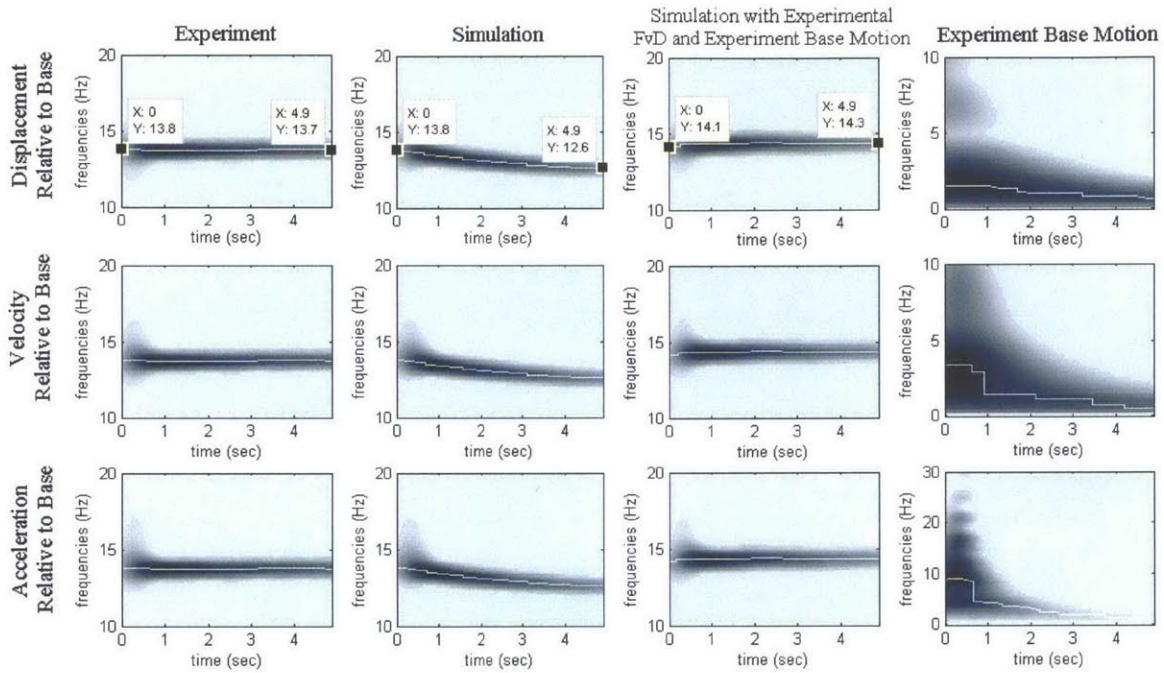 Experiment
Simulation
Simulation with Experimental
FvD and Experiment Base Motion
Experiment Base Motion
Displacement
Relative to Base
frequencies (Hz)
20
15
10
X: 0
Y: 13.8
X: 4.9
Y: 13.7
0 1 2 3 4
time (sec)
frequencies (Hz)
20
15
10
X: 0
Y: 13.8
X: 4.9
Y: 12.6
0 1 2 3 4
time (sec)
frequencies (Hz)
20
15
10
X: 0
Y: 14.1
X: 4.9
Y: 14.3
0 1 2 3 4
time (sec)
frequencies (Hz)
10
5
0
0 1 2 3 4
time (sec)
Velocity
Relative to Base
frequencies (Hz)
20
15
10
0 1 2 3 4
time (sec)
frequencies (Hz)
20
15
10
0 1 2 3 4
time (sec)
frequencies (Hz)
20
15
10
0 1 2 3 4
time (sec)
frequencies (Hz)
10
5
0
0 1 2 3 4
time (sec)
Acceleration
Relative to Base
frequencies (Hz)
20
15
10
0 1 2 3 4
time (sec)
frequencies (Hz)
20
15
10
0 1 2 3 4
time (sec)
frequencies (Hz)
20
15
10
0 1 2 3 4
time (sec)
frequencies (Hz)
30
20
10
0
0 1 2 3 4
time (sec)